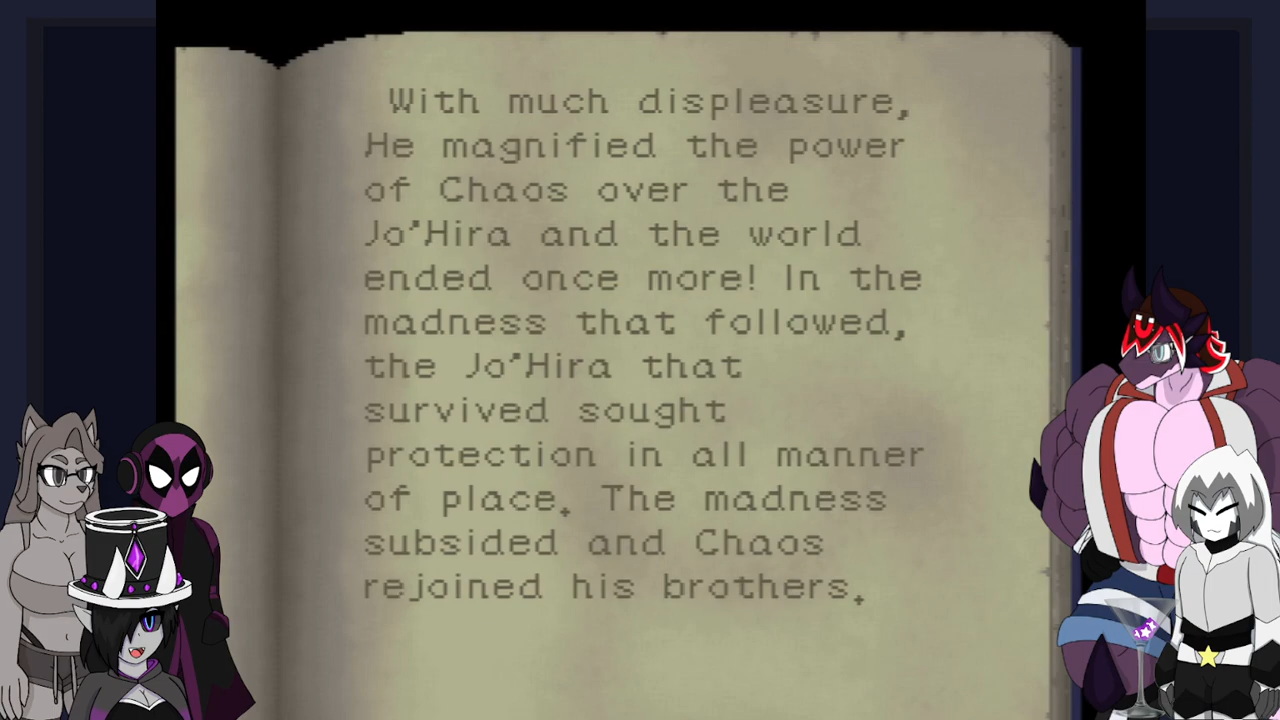 With much displeasure,
He magnified the power
of Chaos over the
Jo'Hira and the world
ended once more! In the
madness that followed,
the Jo'Hira that
survived sought
protection in all manner
of place. The madness
subsided and Chaos
rejoined his brothers.